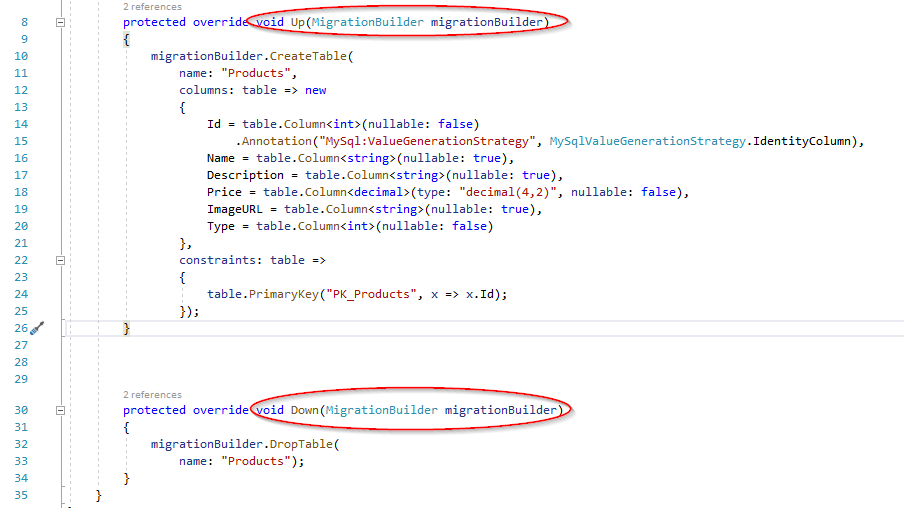 2 references
8 protected override void Up(MigrationBuilder migrationBuilder)
9 {
10 migrationBuilder.CreateTable(
11 name: "Products",
12 columns: table => new
13 {
14 Id = table.Column<int>(nullable: false)
15 .Annotation("MySql:ValueGenerationStrategy", MySqlValueGenerationStrategy.IdentityColumn),
16 Name = table.Column<string>(nullable: true),
17 Description = table.Column<string>(nullable: true),
18 Price = table.Column<decimal>(type: "decimal(4,2)", nullable: false),
19 ImageURL = table.Column<string>(nullable: true),
20 Type = table.Column<int>(nullable: false)
21 },
22 constraints: table =>
23 {
24 table.PrimaryKey("PK_Products", x => x.Id);
25 });
26 }
27
28
29
2 references
30 protected override void Down(MigrationBuilder migrationBuilder)
31 {
32 migrationBuilder.DropTable(
33 name: "Products");
34 }
35 }